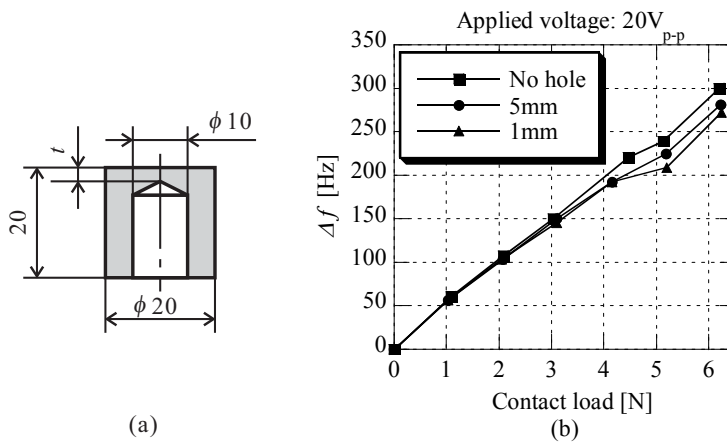 (a)
t
ϕ10
20
ϕ20
(b)
Applied voltage: 20Vp-p
350
300
250
200
150
100
50
0
Δf [Hz]
No hole
5mm
1mm
0 1 2 3 4 5 6
Contact load [N]